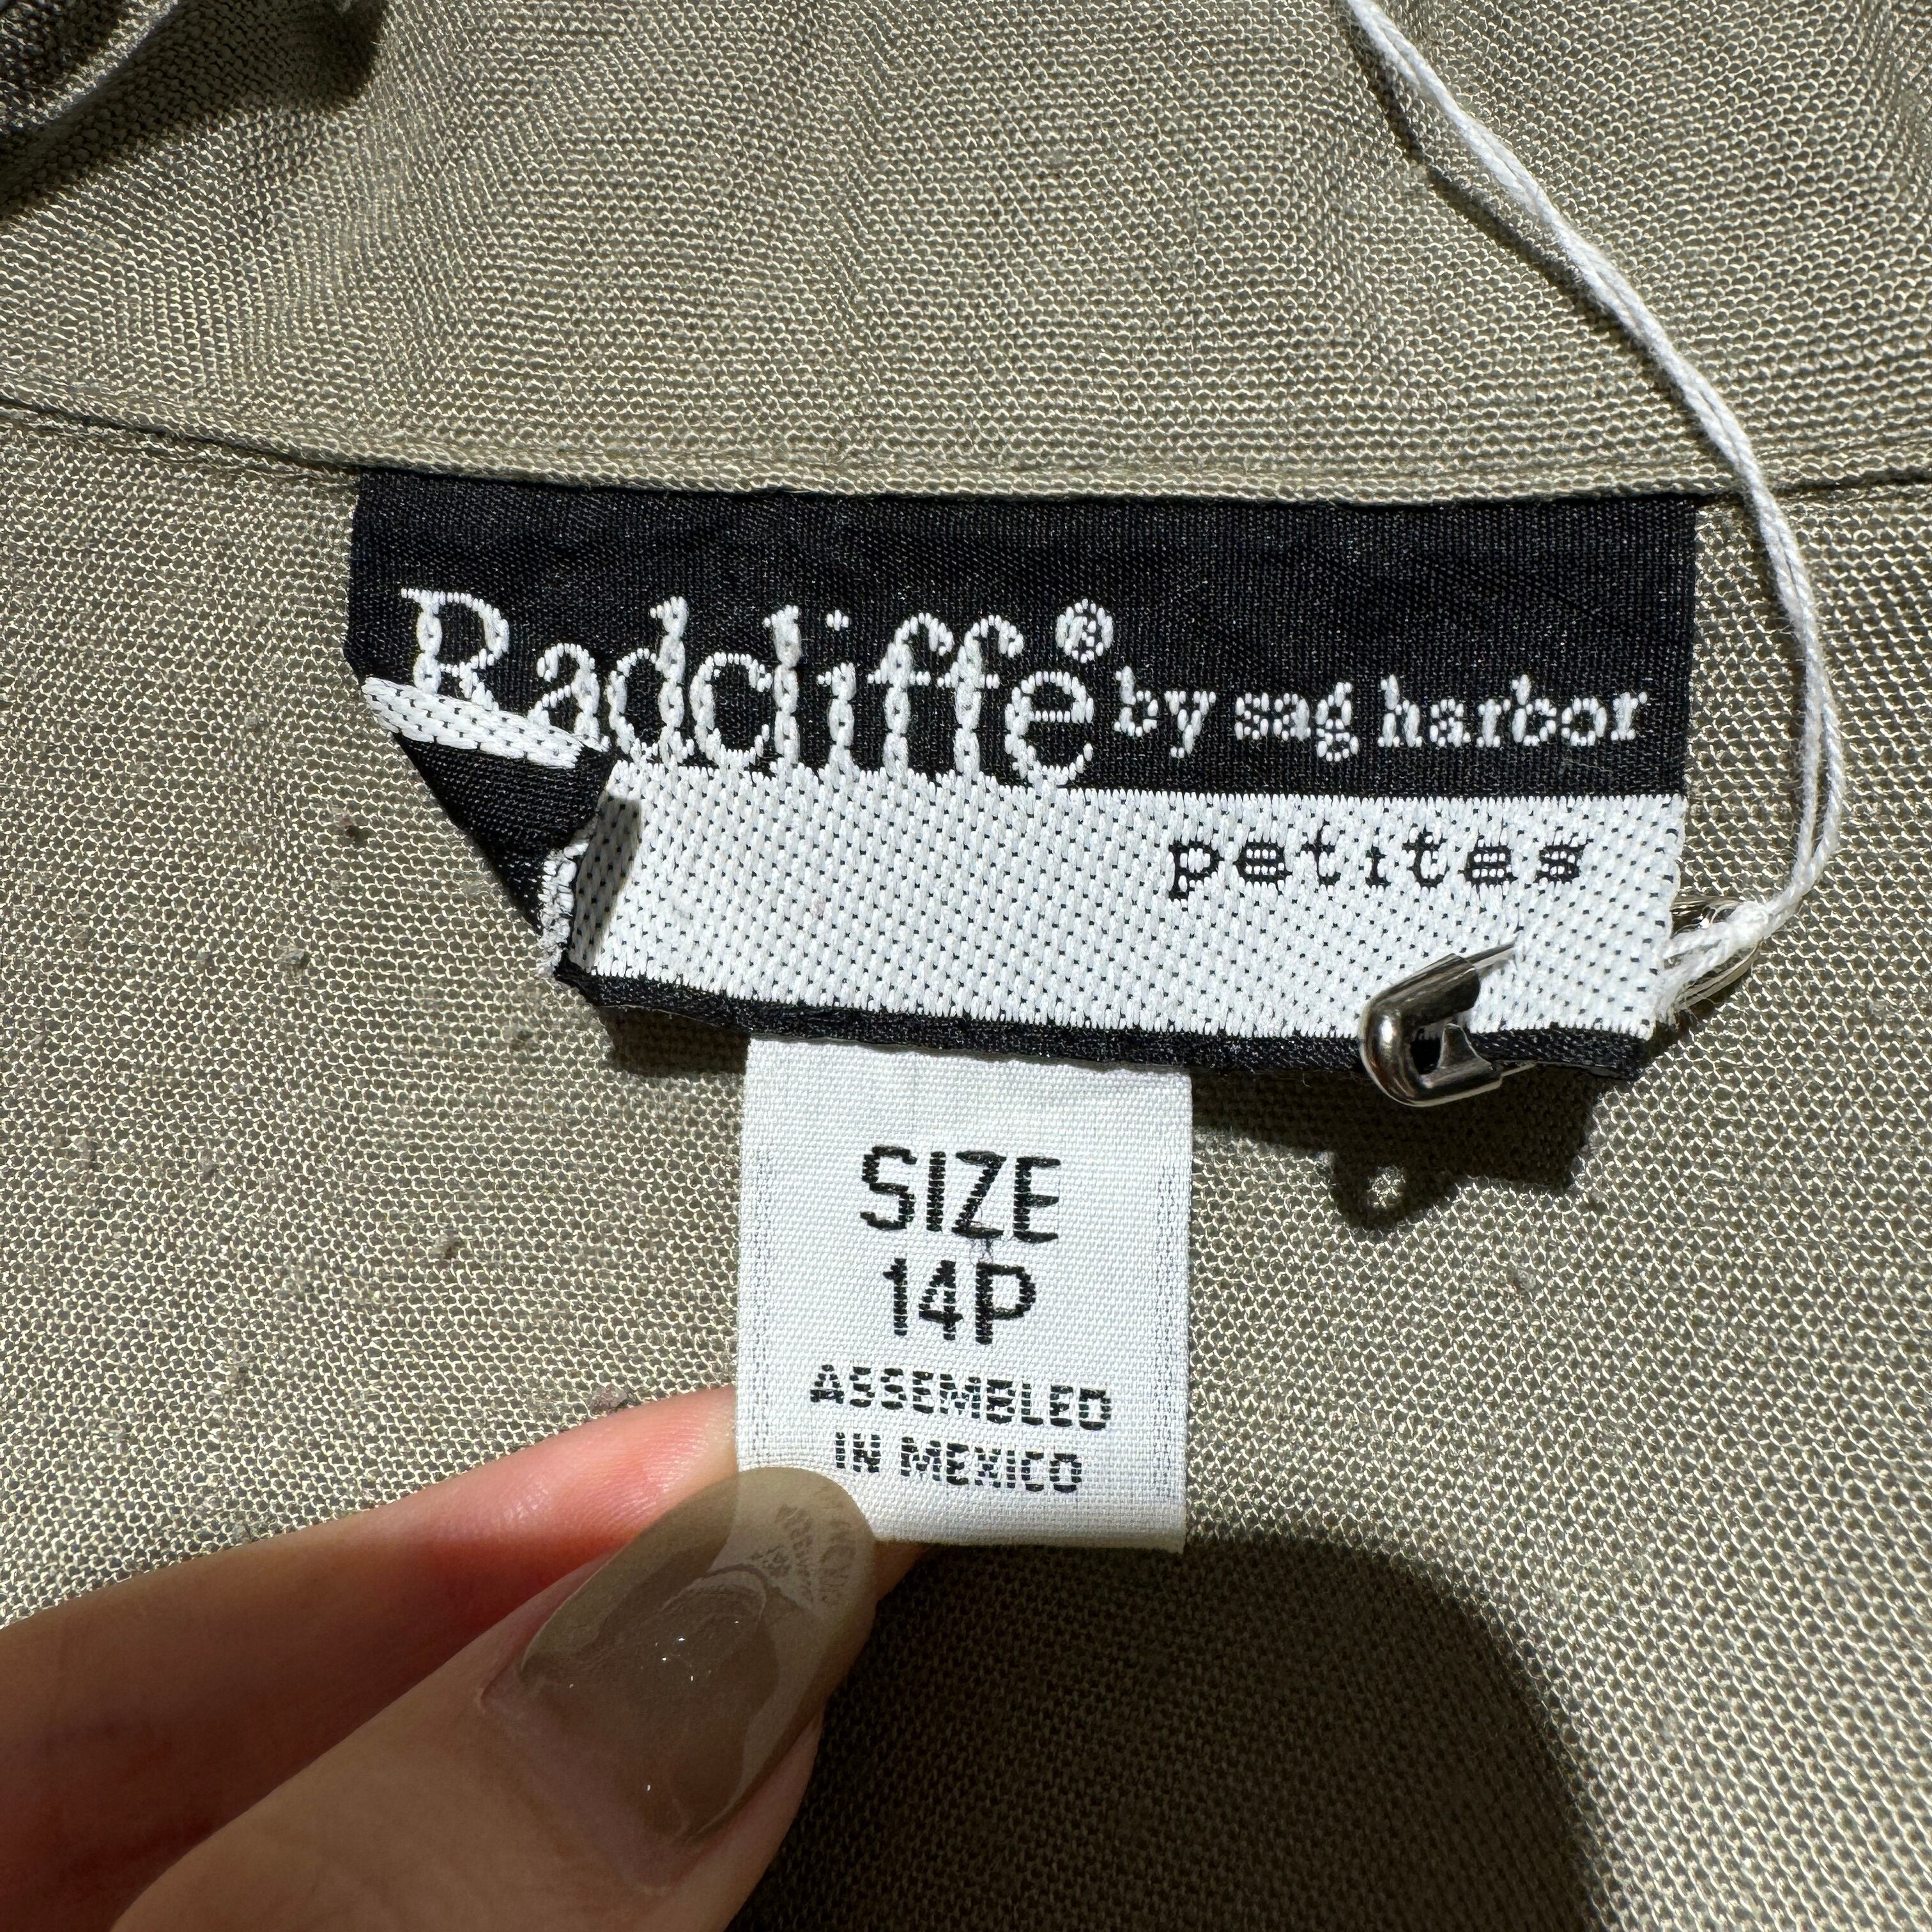 Radcliffe® by sag harbor
petites
SIZE
14P
ASSEMBLED
IN MEXICO